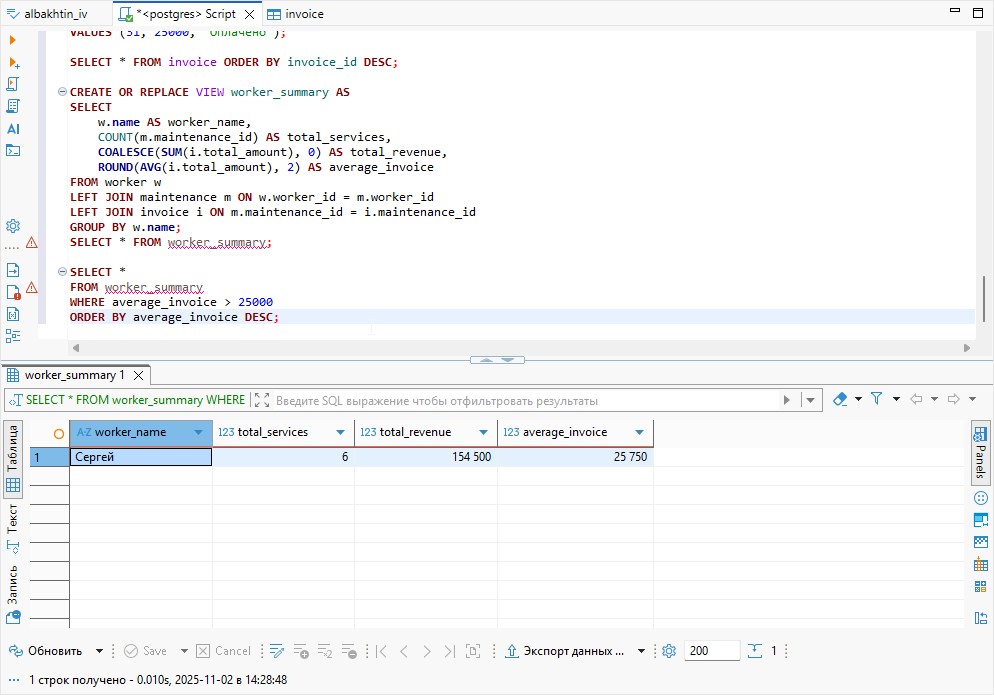 albakhtin_iv
*<postgres> Script
invoice
VALUES (31, 25000, 'Оплачено');
SELECT * FROM invoice ORDER BY invoice_id DESC;
CREATE OR REPLACE VIEW worker_summary AS
SELECT
w.name AS worker_name,
COUNT(m.maintenance_id) AS total_services,
COALESCE(SUM(i.total_amount), 0) AS total_revenue,
ROUND(AVG(i.total_amount), 2) AS average_invoice
FROM worker w
LEFT JOIN maintenance m ON w.worker_id = m.worker_id
LEFT JOIN invoice i ON m.maintenance_id = i.maintenance_id
GROUP BY w.name;
SELECT * FROM worker_summary;
SELECT *
FROM worker_summary
WHERE average_invoice > 25000
ORDER BY average_invoice DESC;
AI
worker_summary 1
SELECT * FROM worker_summary WHERE
Введите SQL выражение чтобы отфильтровать результаты
A-Z worker_name
123 total_services
123 total_revenue
123 average_invoice
1
Сергей
6
154 500
25 750
Таблица
Текст
Запись
Panels
Обновить
Save
Cancel
Экспорт данных ...
200
1
1 строк получено - 0.010s, 2025-11-02 в 14:28:48